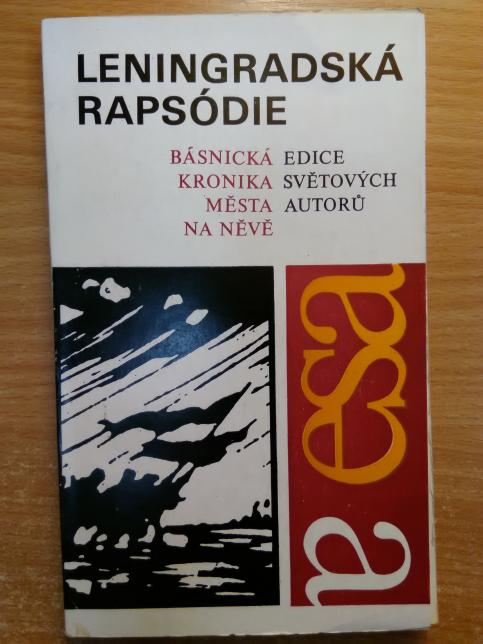 LENINGRADSKÁ
RAPSÓDIE
BÁSNICKÁ
KRONIKA
MĚSTA
NA NĚVĚ
EDICE
SVĚTOVÝCH
AUTORŮ
esa
a